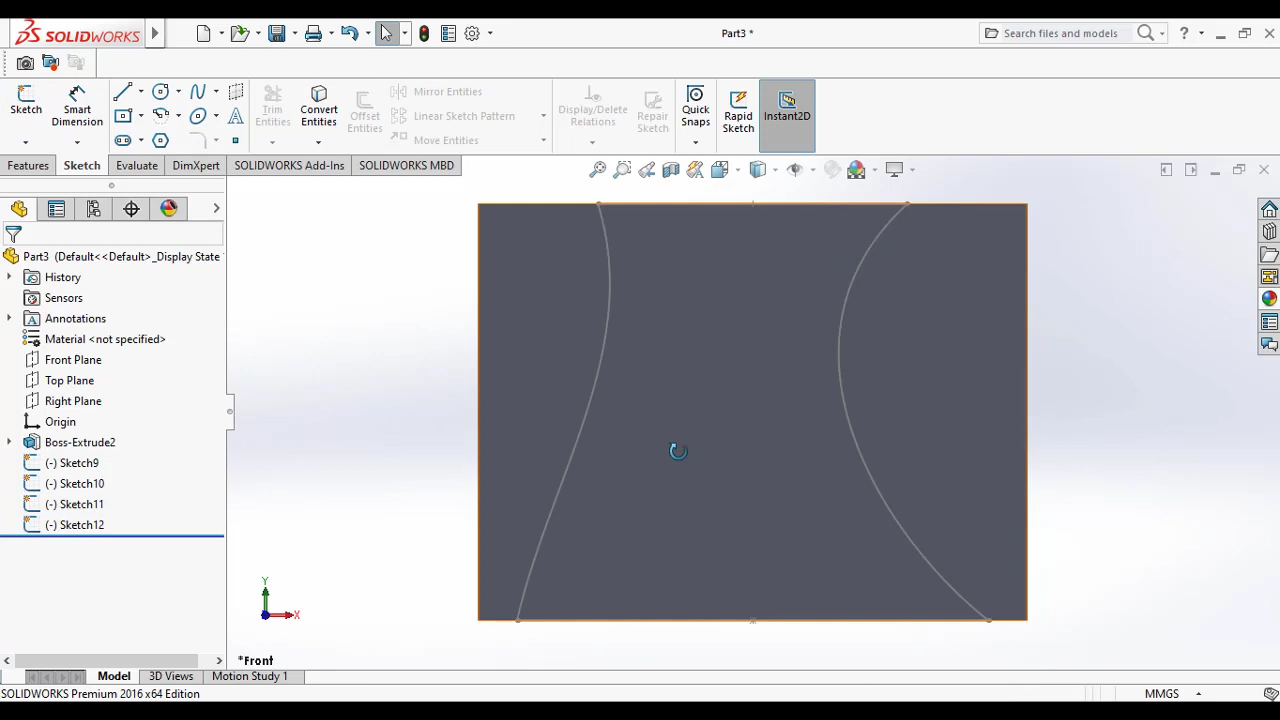 SOLIDWORKS
Part3 *
Search files and models
?
Sketch
Smart Dimension
Trim Entities
Convert Entities
Offset Entities
Mirror Entities
Linear Sketch Pattern
Move Entities
Display/Delete Relations
Repair Sketch
Quick Snaps
Rapid Sketch
Instant2D
Features
Sketch
Evaluate
DimXpert
SOLIDWORKS Add-Ins
SOLIDWORKS MBD
Part3 (Default<<Default>_Display State
History
Sensors
Annotations
Material <not specified>
Front Plane
Top Plane
Right Plane
Origin
Boss-Extrude2
(-) Sketch9
(-) Sketch10
(-) Sketch11
(-) Sketch12
Y
X
*Front
Model
3D Views
Motion Study 1
SOLIDWORKS Premium 2016 x64 Edition
MMGS